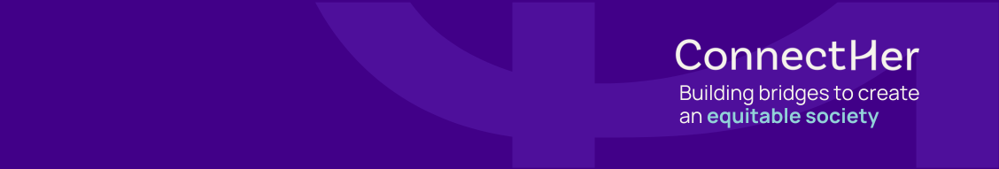 ConnectHer
Building bridges to create
an equitable society